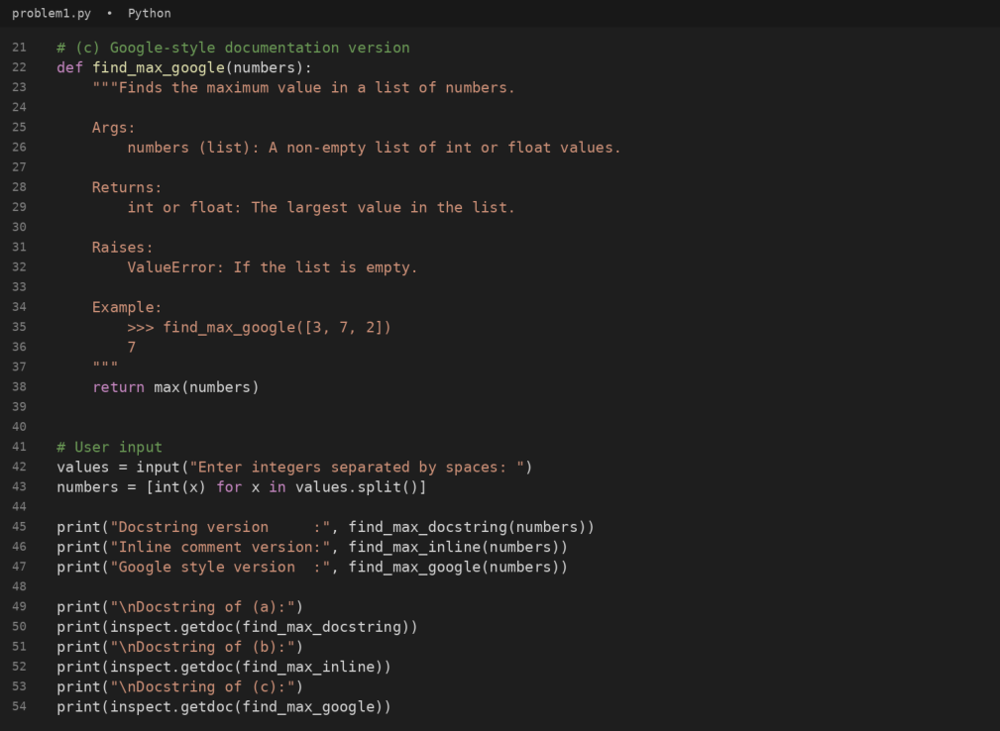 problem1.py • Python
21 # (c) Google-style documentation version
22 def find_max_google(numbers):
23     """Finds the maximum value in a list of numbers.
24
25     Args:
26         numbers (list): A non-empty list of int or float values.
27
28     Returns:
29         int or float: The largest value in the list.
30
31     Raises:
32         ValueError: If the list is empty.
33
34     Example:
35         >>> find_max_google([3, 7, 2])
36         7
37     """
38     return max(numbers)
39
40
41 # User input
42 values = input("Enter integers separated by spaces: ")
43 numbers = [int(x) for x in values.split()]
44
45 print("Docstring version     :", find_max_docstring(numbers))
46 print("Inline comment version:", find_max_inline(numbers))
47 print("Google style version  :", find_max_google(numbers))
48
49 print("\nDocstring of (a):")
50 print(inspect.getdoc(find_max_docstring))
51 print("\nDocstring of (b):")
52 print(inspect.getdoc(find_max_inline))
53 print("\nDocstring of (c):")
54 print(inspect.getdoc(find_max_google))